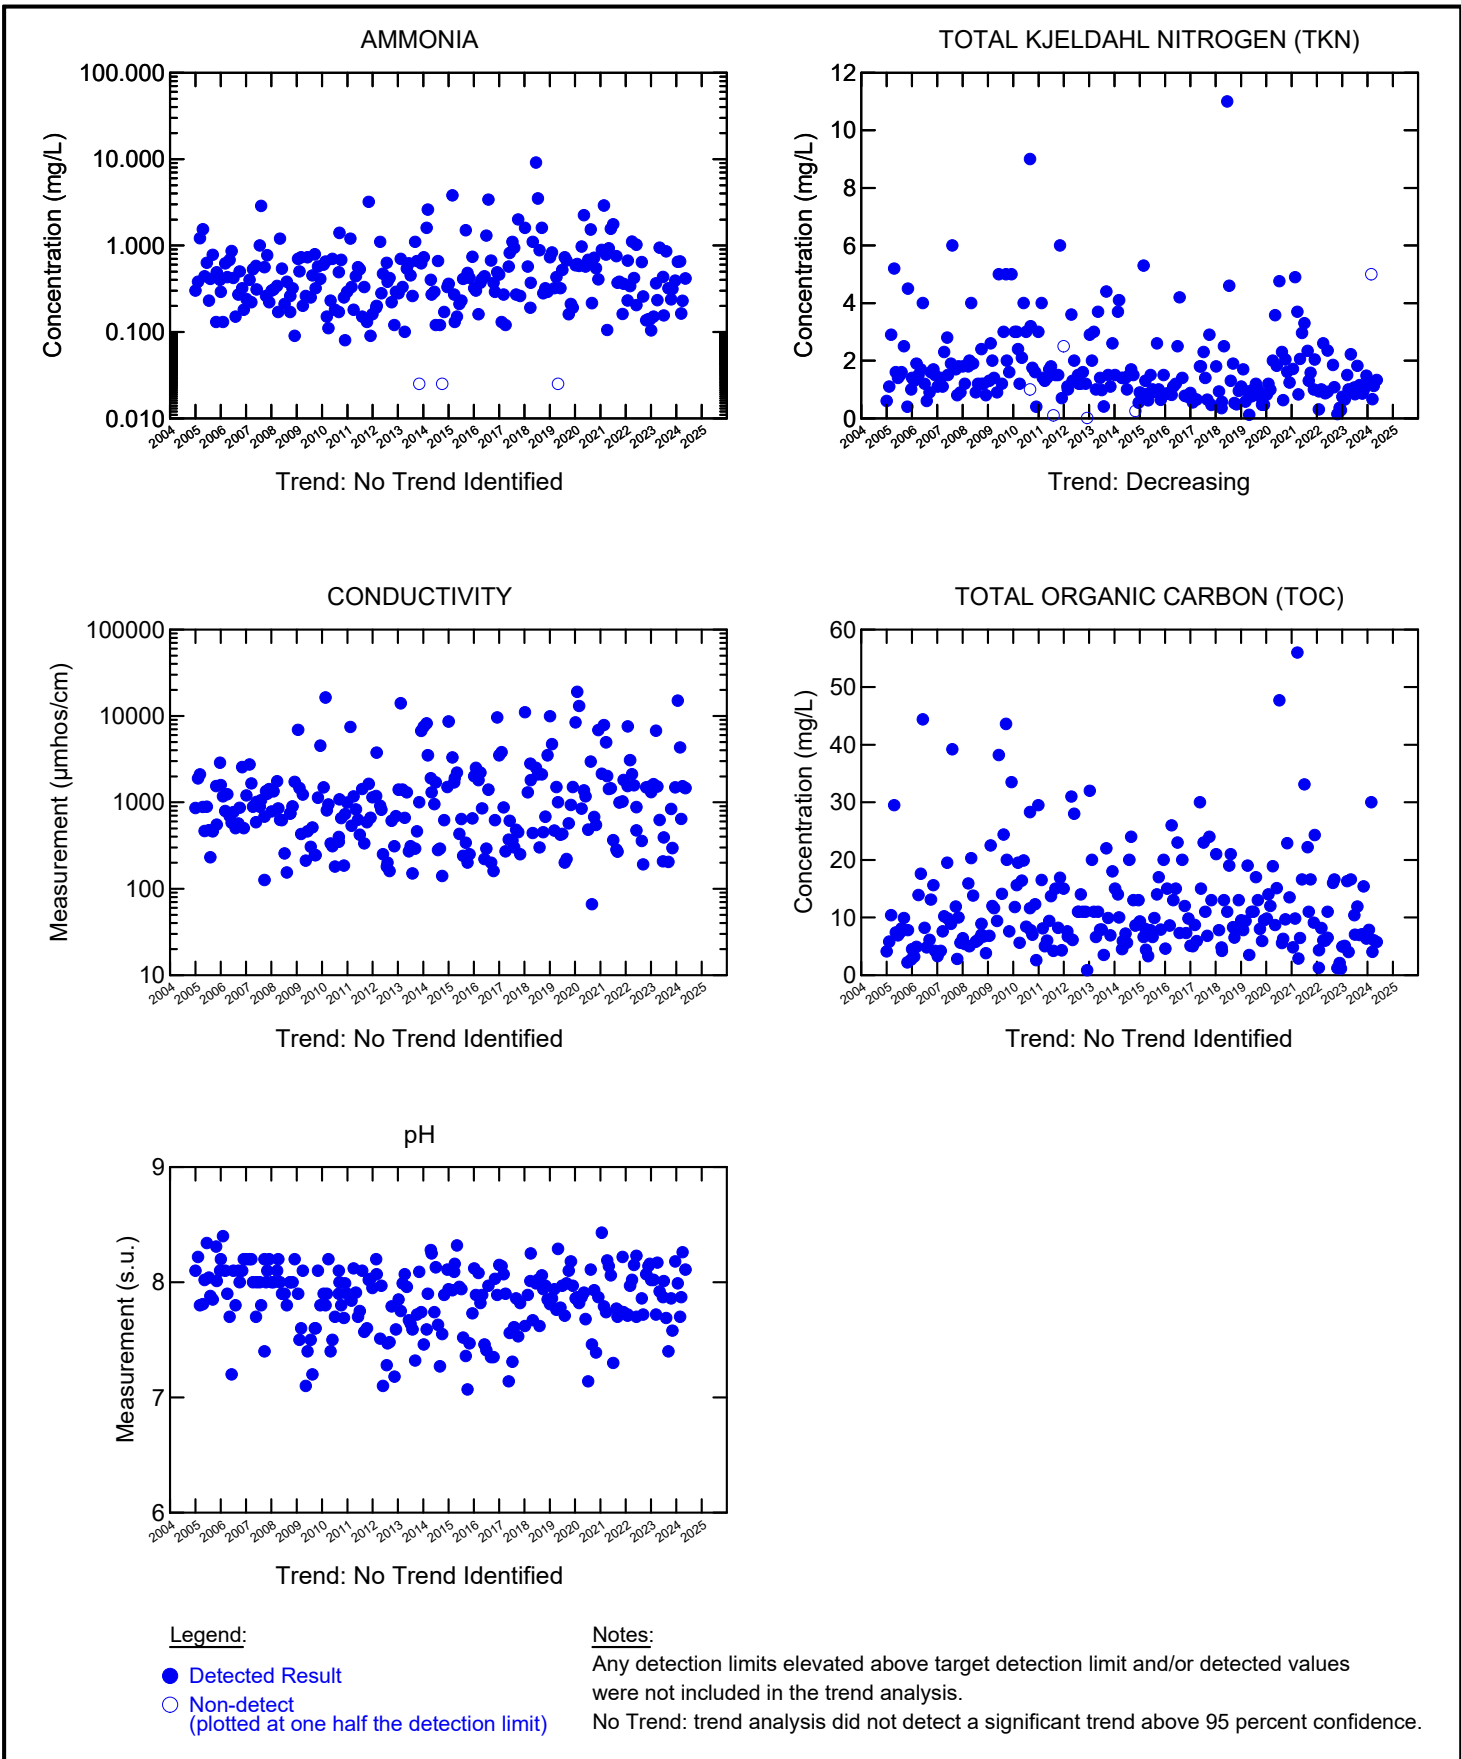 AMMONIA
Concentration (mg/L)
100.000
10.000
1.000
0.100
0.010
2004 2005 2006 2007 2008 2009 2010 2011 2012 2013 2014 2015 2016 2017 2018 2019 2020 2021 2022 2023 2024 2025
Trend: No Trend Identified
TOTAL KJELDAHL NITROGEN (TKN)
Concentration (mg/L)
12
10
8
6
4
2
0
2004 2005 2006 2007 2008 2009 2010 2011 2012 2013 2014 2015 2016 2017 2018 2019 2020 2021 2022 2023 2024 2025
Trend: Decreasing
CONDUCTIVITY
Measurement (µmhos/cm)
100000
10000
1000
100
10
2004 2005 2006 2007 2008 2009 2010 2011 2012 2013 2014 2015 2016 2017 2018 2019 2020 2021 2022 2023 2024 2025
Trend: No Trend Identified
TOTAL ORGANIC CARBON (TOC)
Concentration (mg/L)
60
50
40
30
20
10
0
2004 2005 2006 2007 2008 2009 2010 2011 2012 2013 2014 2015 2016 2017 2018 2019 2020 2021 2022 2023 2024 2025
Trend: No Trend Identified
pH
Measurement (s.u.)
9
8
7
6
2004 2005 2006 2007 2008 2009 2010 2011 2012 2013 2014 2015 2016 2017 2018 2019 2020 2021 2022 2023 2024 2025
Trend: No Trend Identified
Legend:
Detected Result
Non-detect
(plotted at one half the detection limit)
Notes:
Any detection limits elevated above target detection limit and/or detected values
were not included in the trend analysis.
No Trend: trend analysis did not detect a significant trend above 95 percent confidence.